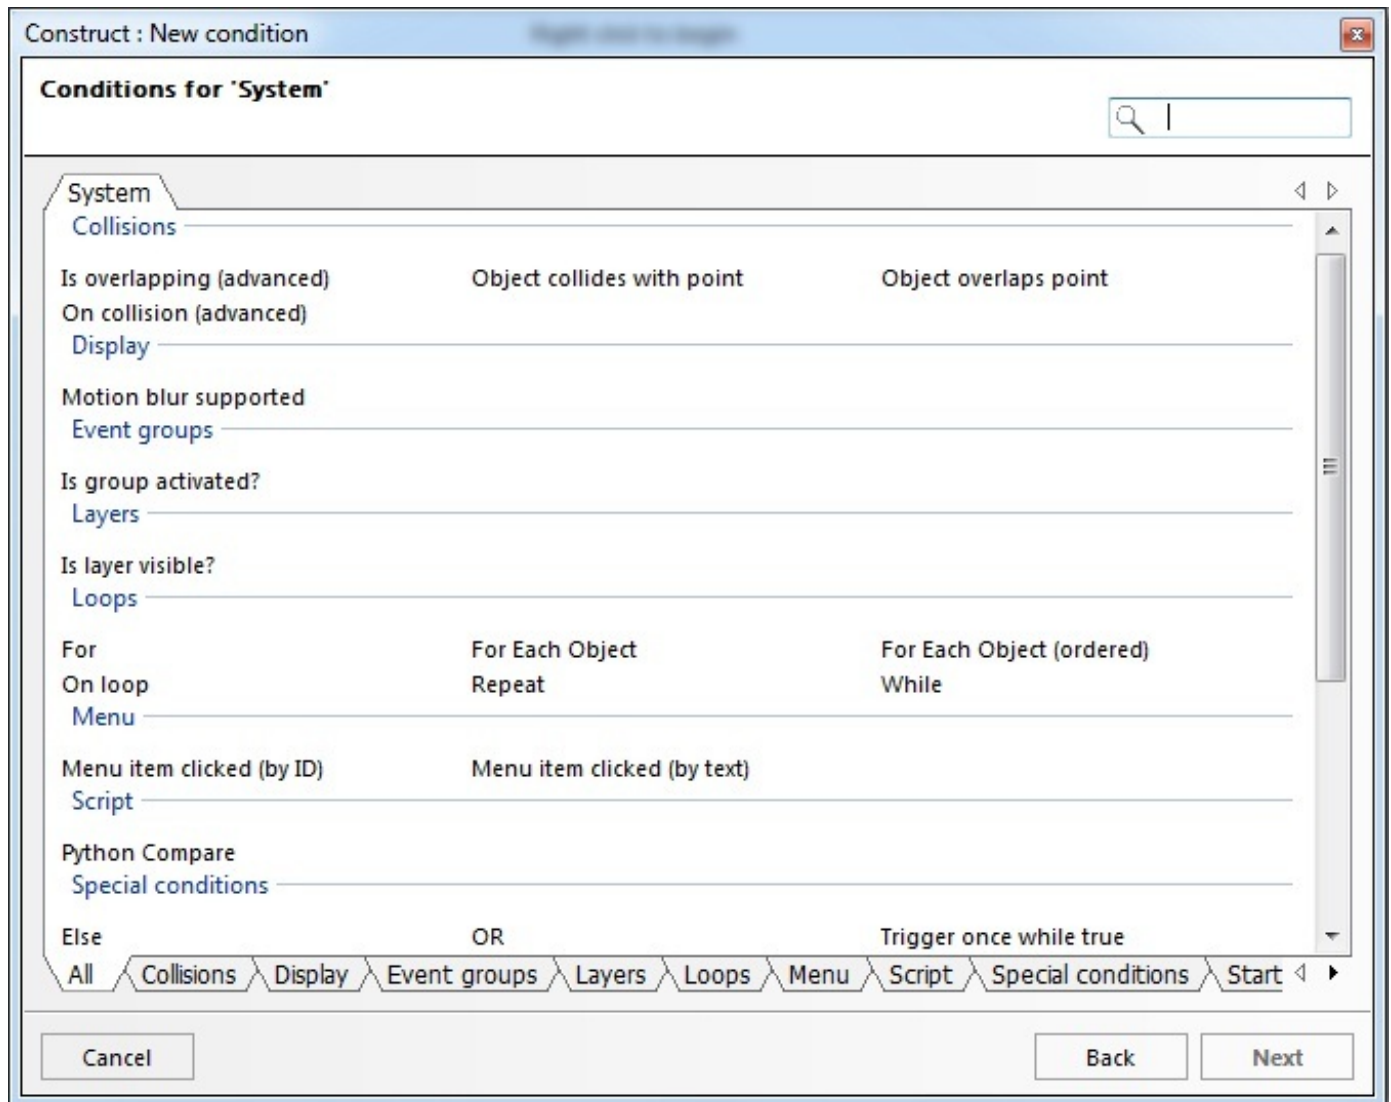 Construct : New condition
Conditions for 'System'
System
Collisions
Is overlapping (advanced) Object collides with point Object overlaps point
On collision (advanced)
Display
Motion blur supported
Event groups
Is group activated?
Layers
Is layer visible?
Loops
For For Each Object For Each Object (ordered)
On loop Repeat While
Menu
Menu item clicked (by ID) Menu item clicked (by text)
Script
Python Compare
Special conditions
Else OR Trigger once while true
All Collisions Display Event groups Layers Loops Menu Script Special conditions Start
Cancel Back Next